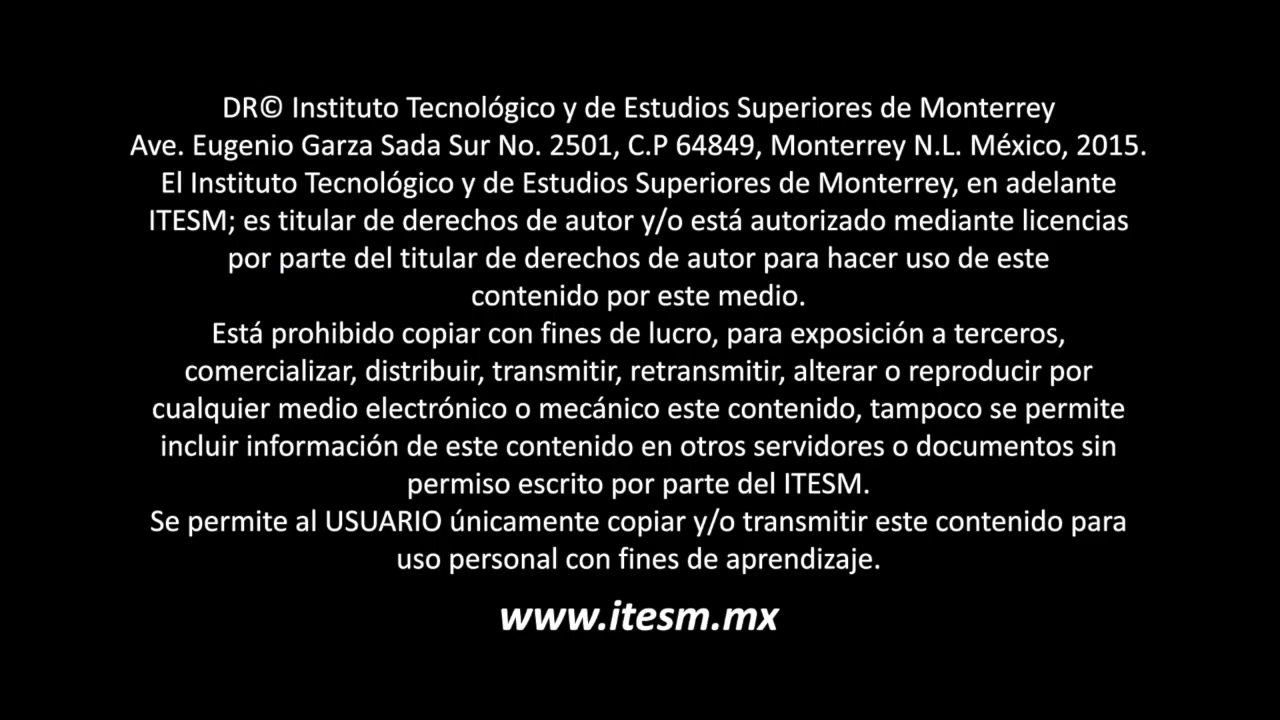 DR© Instituto Tecnológico y de Estudios Superiores de Monterrey
Ave. Eugenio Garza Sada Sur No. 2501, C.P 64849, Monterrey N.L. México, 2015.
El Instituto Tecnológico y de Estudios Superiores de Monterrey, en adelante
ITESM; es titular de derechos de autor y/o está autorizado mediante licencias
por parte del titular de derechos de autor para hacer uso de este
contenido por este medio.
Está prohibido copiar con fines de lucro, para exposición a terceros,
comercializar, distribuir, transmitir, retransmitir, alterar o reproducir por
cualquier medio electrónico o mecánico este contenido, tampoco se permite
incluir información de este contenido en otros servidores o documentos sin
permiso escrito por parte del ITESM.
Se permite al USUARIO únicamente copiar y/o transmitir este contenido para
uso personal con fines de aprendizaje.
www.itesm.mx